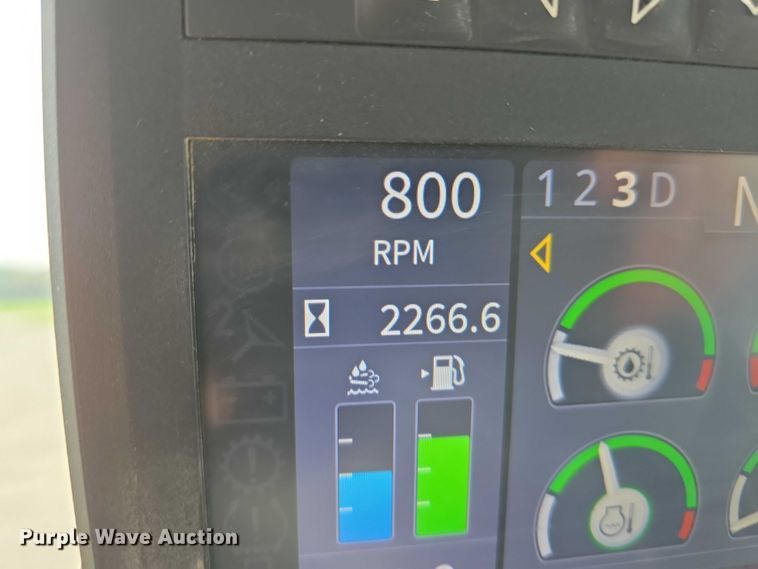 800
RPM
1 2 3 D
2266.6
Purple Wave Auction